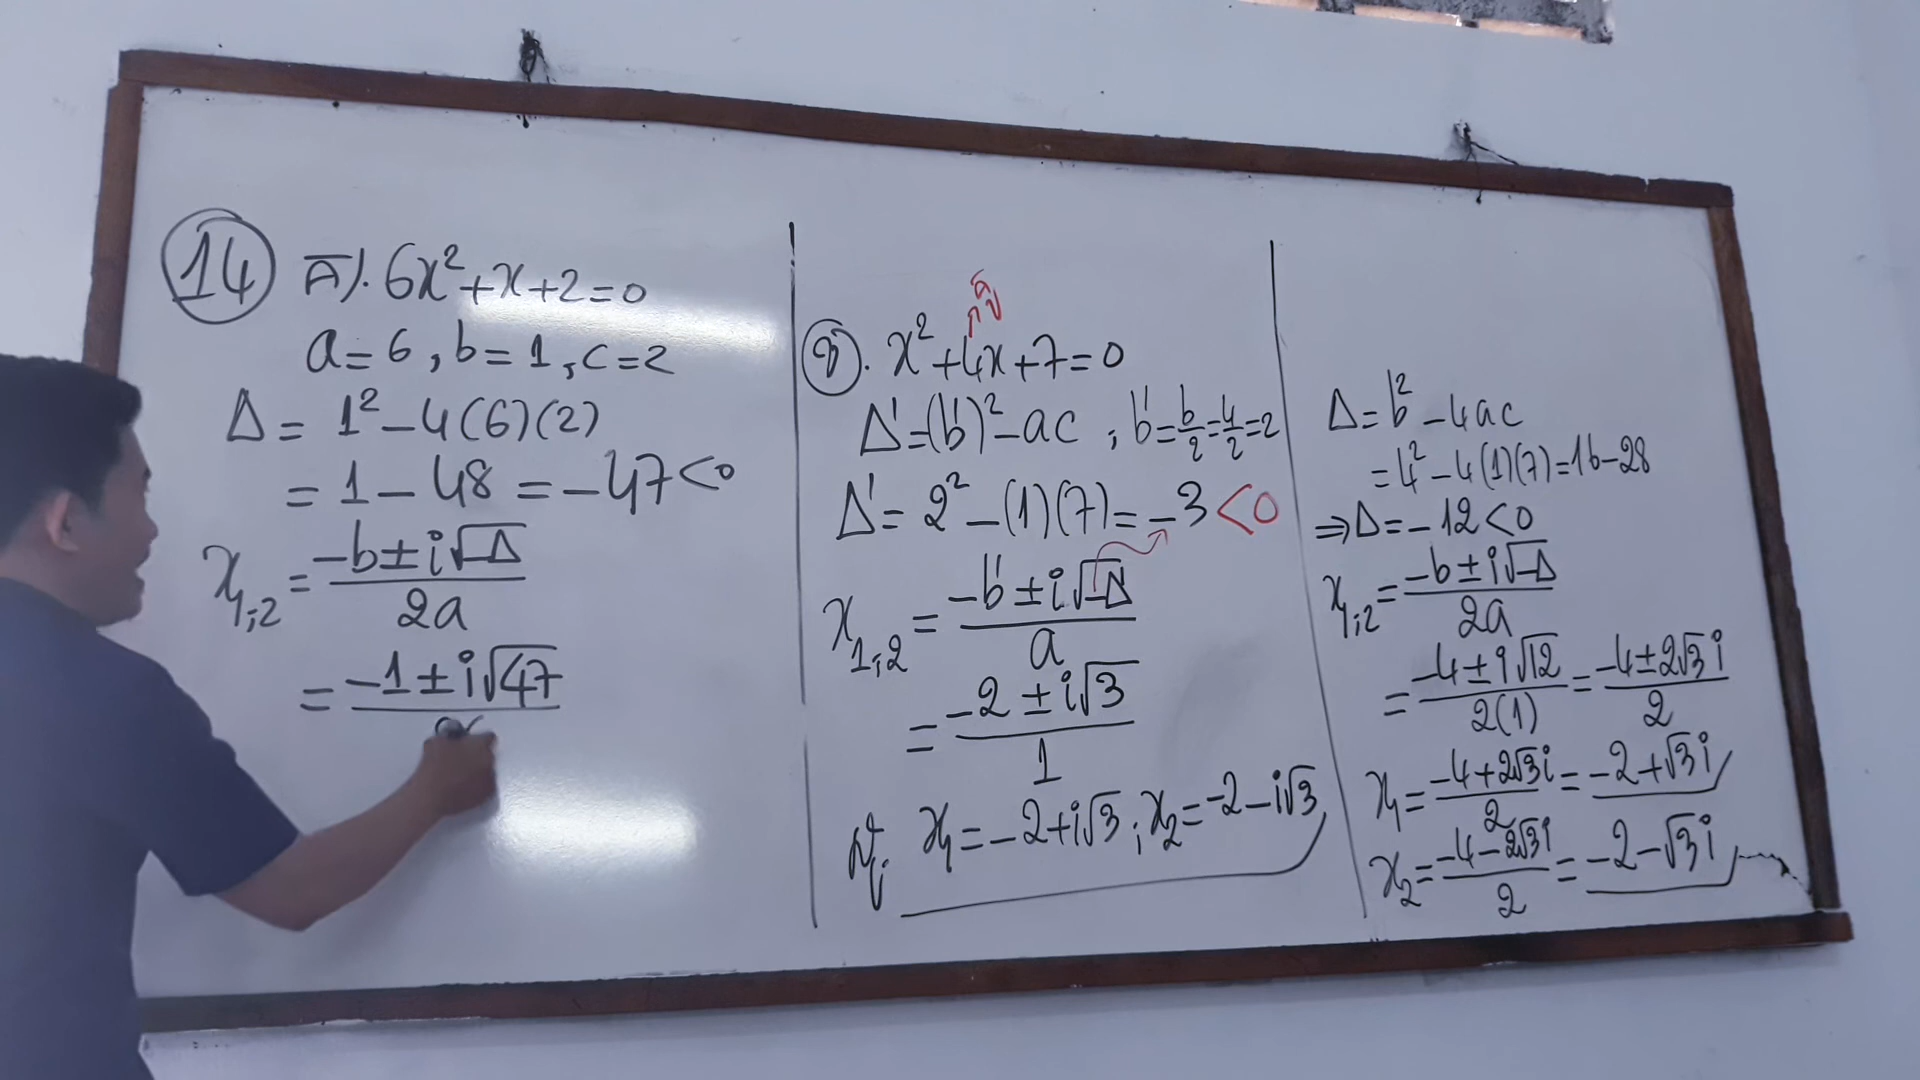 14 ក). 6x² + x + 2 = 0
a = 6 , b = 1 , c = 2
Δ = 1² - 4(6)(2)
= 1 - 48 = -47 < 0
x₁;₂ = (-b ± i√-Δ)/2a
= (-1 ± i√47)/
x² + 4x + 7 = 0
Δ' = (b')² - ac ; b' = b/2 = 4/2 = 2
Δ' = 2² - (1)(7) = -3 < 0
x₁;₂ = (-b' ± i√-Δ')/a
= (-2 ± i√3)/1
x₁ = -2 + i√3 ; x₂ = -2 - i√3
Δ = b² - 4ac
= 4² - 4(1)(7) = 16 - 28
⇒ Δ = -12 < 0
x₁;₂ = (-b ± i√-Δ)/2a
= (-4 ± i√12)/2(1) = (-4 ± 2√3 i)/2
x₁ = (-4 + 2√3 i)/2 = -2 + √3 i
x₂ = (-4 - 2√3 i)/2 = -2 - √3 i